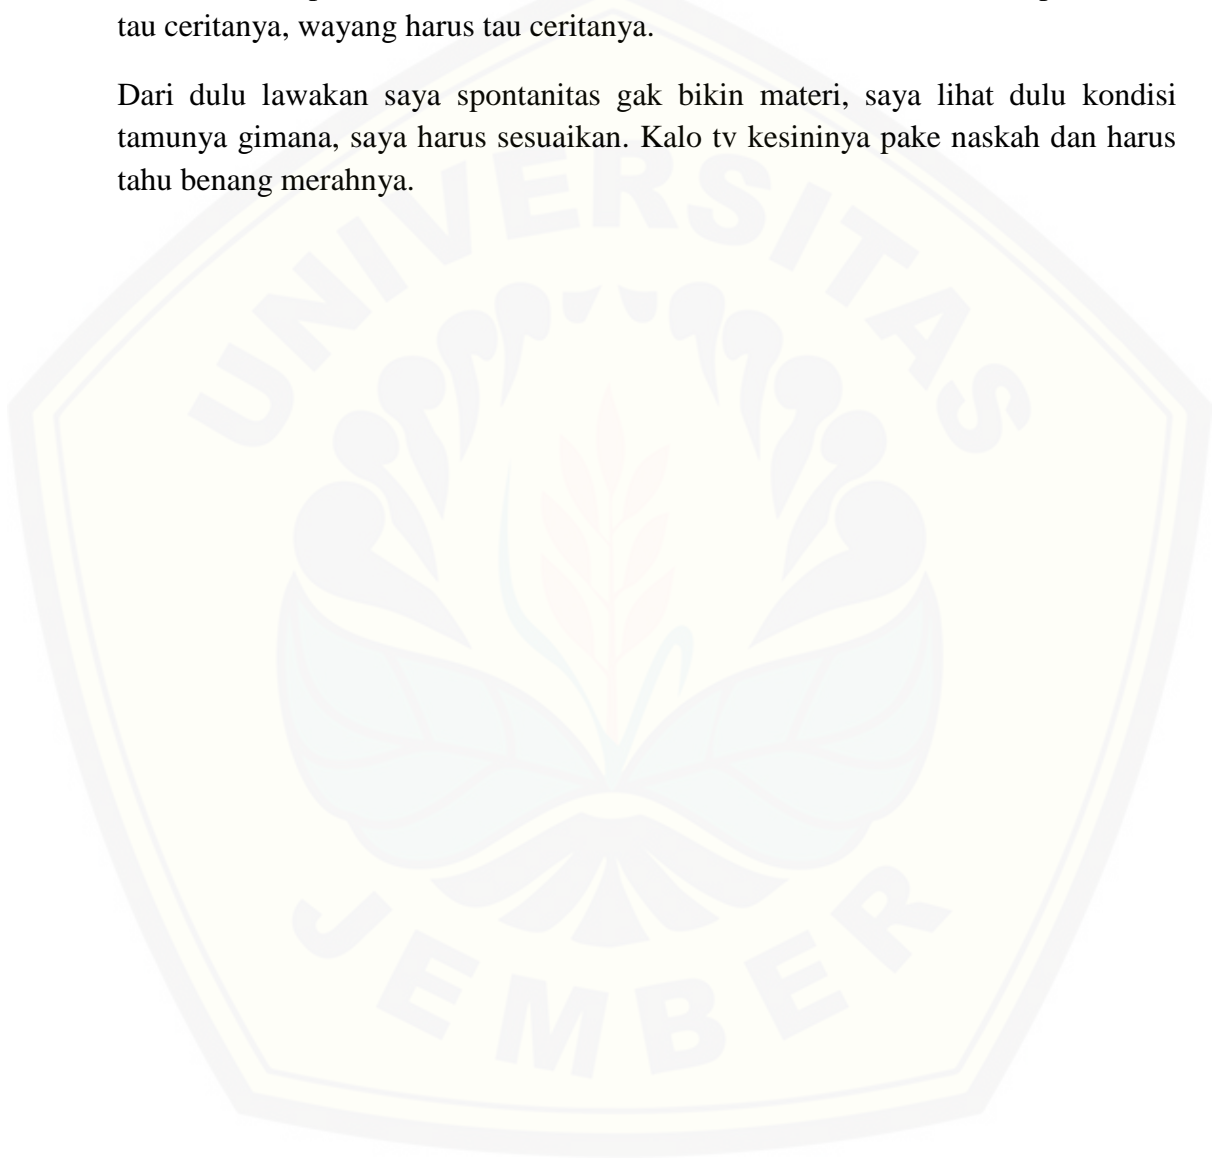 tau ceritanya, wayang harus tau ceritanya.
Dari dulu lawakan saya spontanitas gak bikin materi, saya lihat dulu kondisi
tamunya gimana, saya harus sesuaikan. Kalo tv kesininya pake naskah dan harus
tahu benang merahnya.
UNIVERSITAS
JEMBER